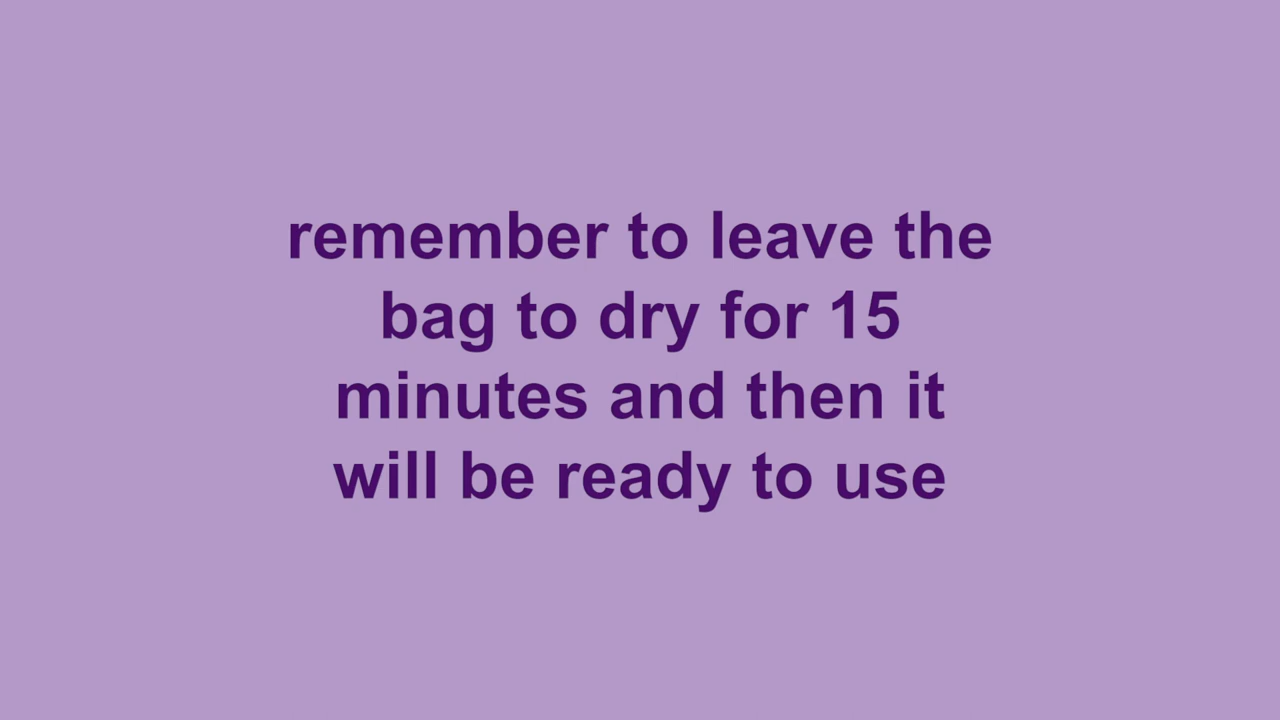 remember to leave the
bag to dry for 15
minutes and then it
will be ready to use